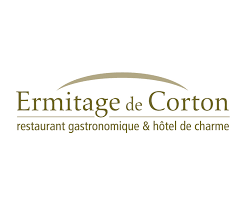 Ermitage de Corton
restaurant gastronomique & hôtel de charme